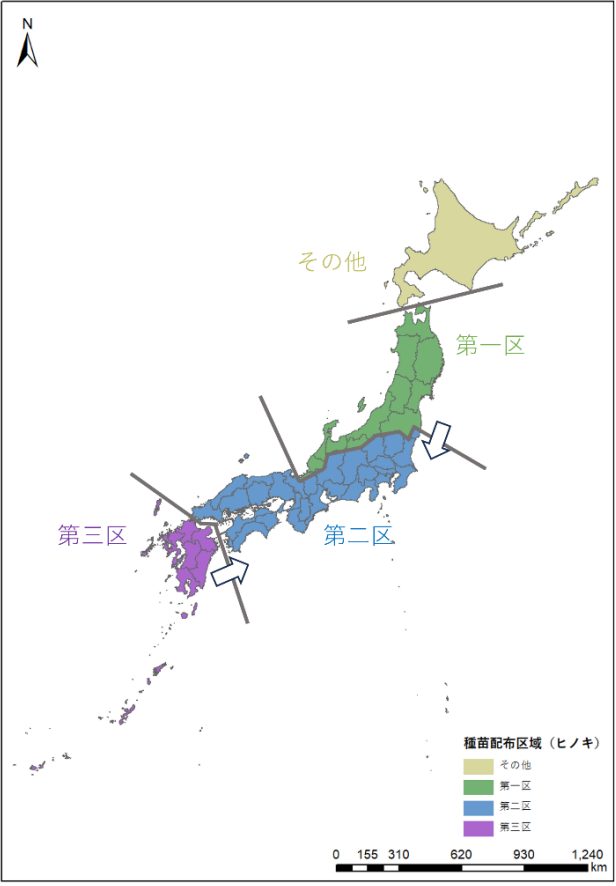 N
その他
第一区
第三区
第二区
種苗配布区域（ヒノキ）
その他
第一区
第二区
第三区
0 155 310 620 930 1,240
km